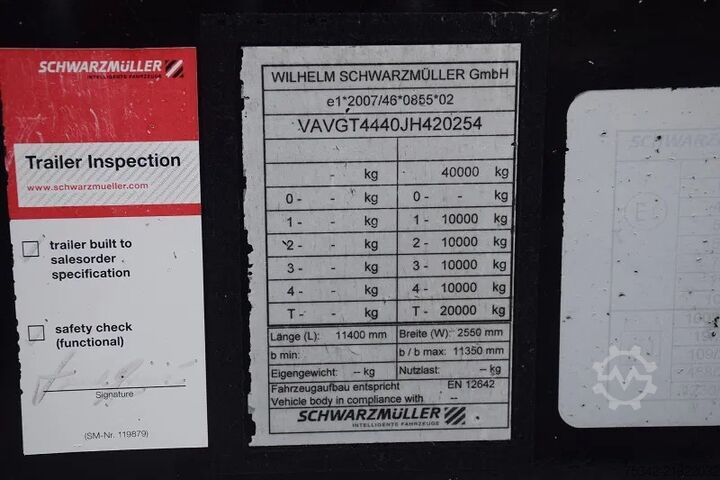 SCHWARZMÜLLER
INTELLIGENTE FAHRZEUGE
Trailer Inspection
www.schwarzmueller.com
trailer built to
salesorder
specification
safety check
(functional)
Signature
(SM-Nr. 119879)
WILHELM SCHWARZMÜLLER GmbH
e1*2007/46*0855*02
VAVGT4440JH420254
- - kg 40000 kg
0- - kg 0- - kg
1- - kg 1- 10000 kg
2- - kg 2- 10000 kg
3- - kg 3- 10000 kg
4- - kg 4- 10000 kg
T- - kg T- 20000 kg
Länge (L): 11400 mm Breite (W): 2550 mm
b min: b / b max: 11350 mm
Eigengewicht: -- kg Nutzlast: -- kg
Fahrzeugaufbau entspricht EN 12642
Vehicle body in compliance with --
SCHWARZMÜLLER
INTELLIGENTE FAHRZEUGE